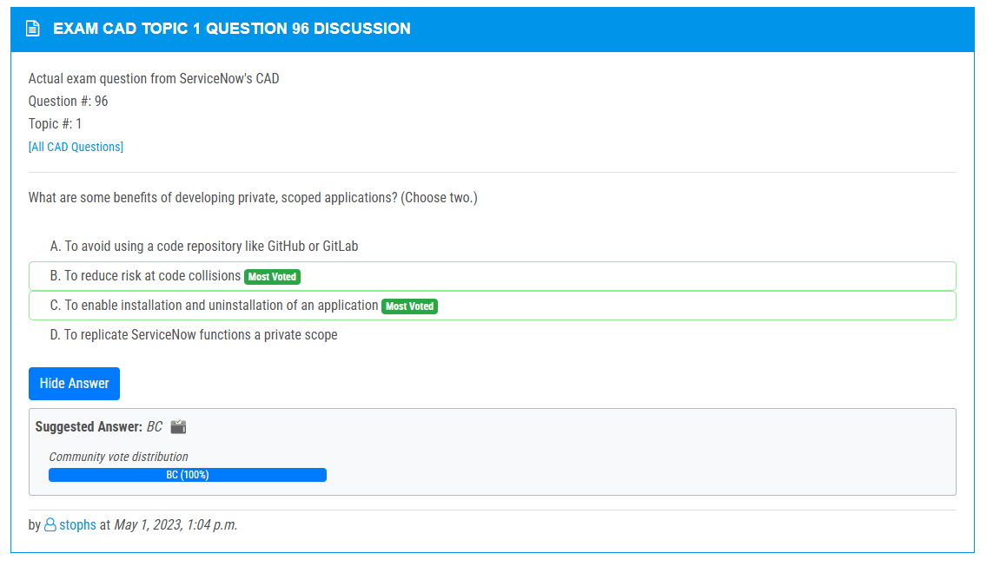 EXAM CAD TOPIC 1 QUESTION 96 DISCUSSION
Actual exam question from ServiceNow's CAD
Question #: 96
Topic #: 1
[All CAD Questions]
What are some benefits of developing private, scoped applications? (Choose two.)
A. To avoid using a code repository like GitHub or GitLab
B. To reduce risk at code collisions Most Voted
C. To enable installation and uninstallation of an application Most Voted
D. To replicate ServiceNow functions a private scope
Hide Answer
Suggested Answer: BC
Community vote distribution
BC (100%)
by stophs at May 1, 2023, 1:04 p.m.